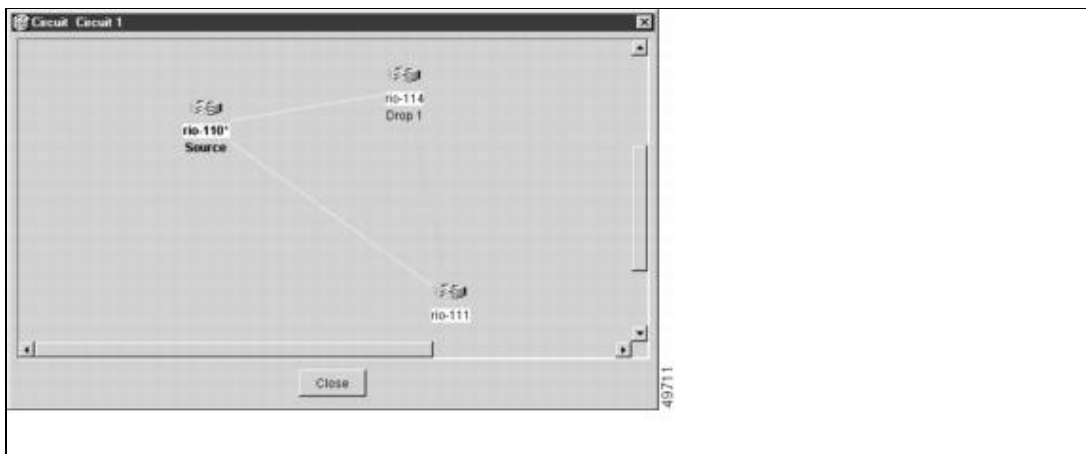 Circuit Circuit 1
rio-114
Drop 1
rio-110*
Source
rio-111
Close
49711